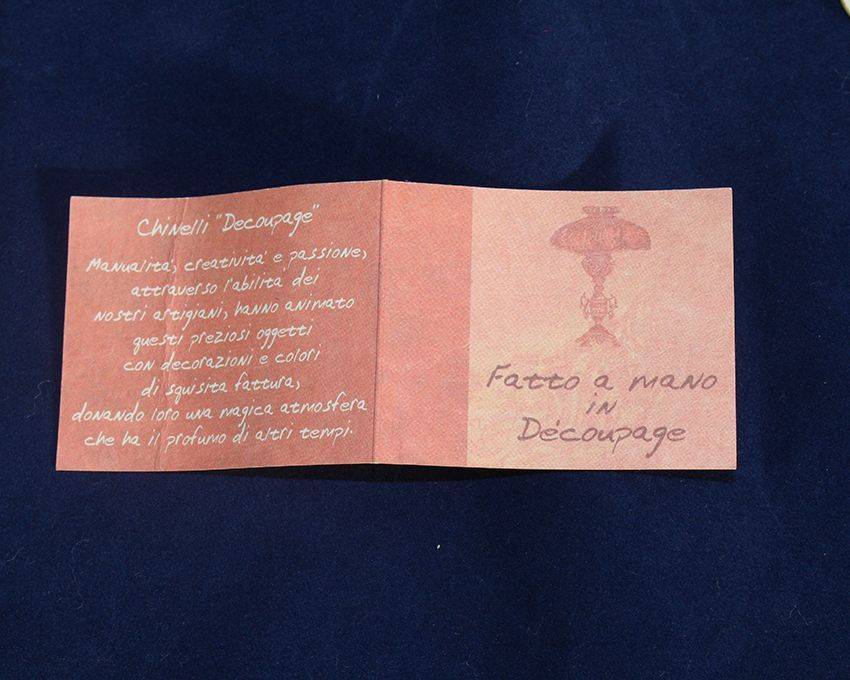 Chinelli "Decoupage"
Manualita', creativita' e passione,
attraverso l'abilita dei
nostri artigiani, hanno animato
questi preziosi oggetti
con decorazioni e colori
di squisita fattura,
donando loro una magica atmosfera
che ha il profumo di altri tempi.
Fatto a mano
in
Découpage